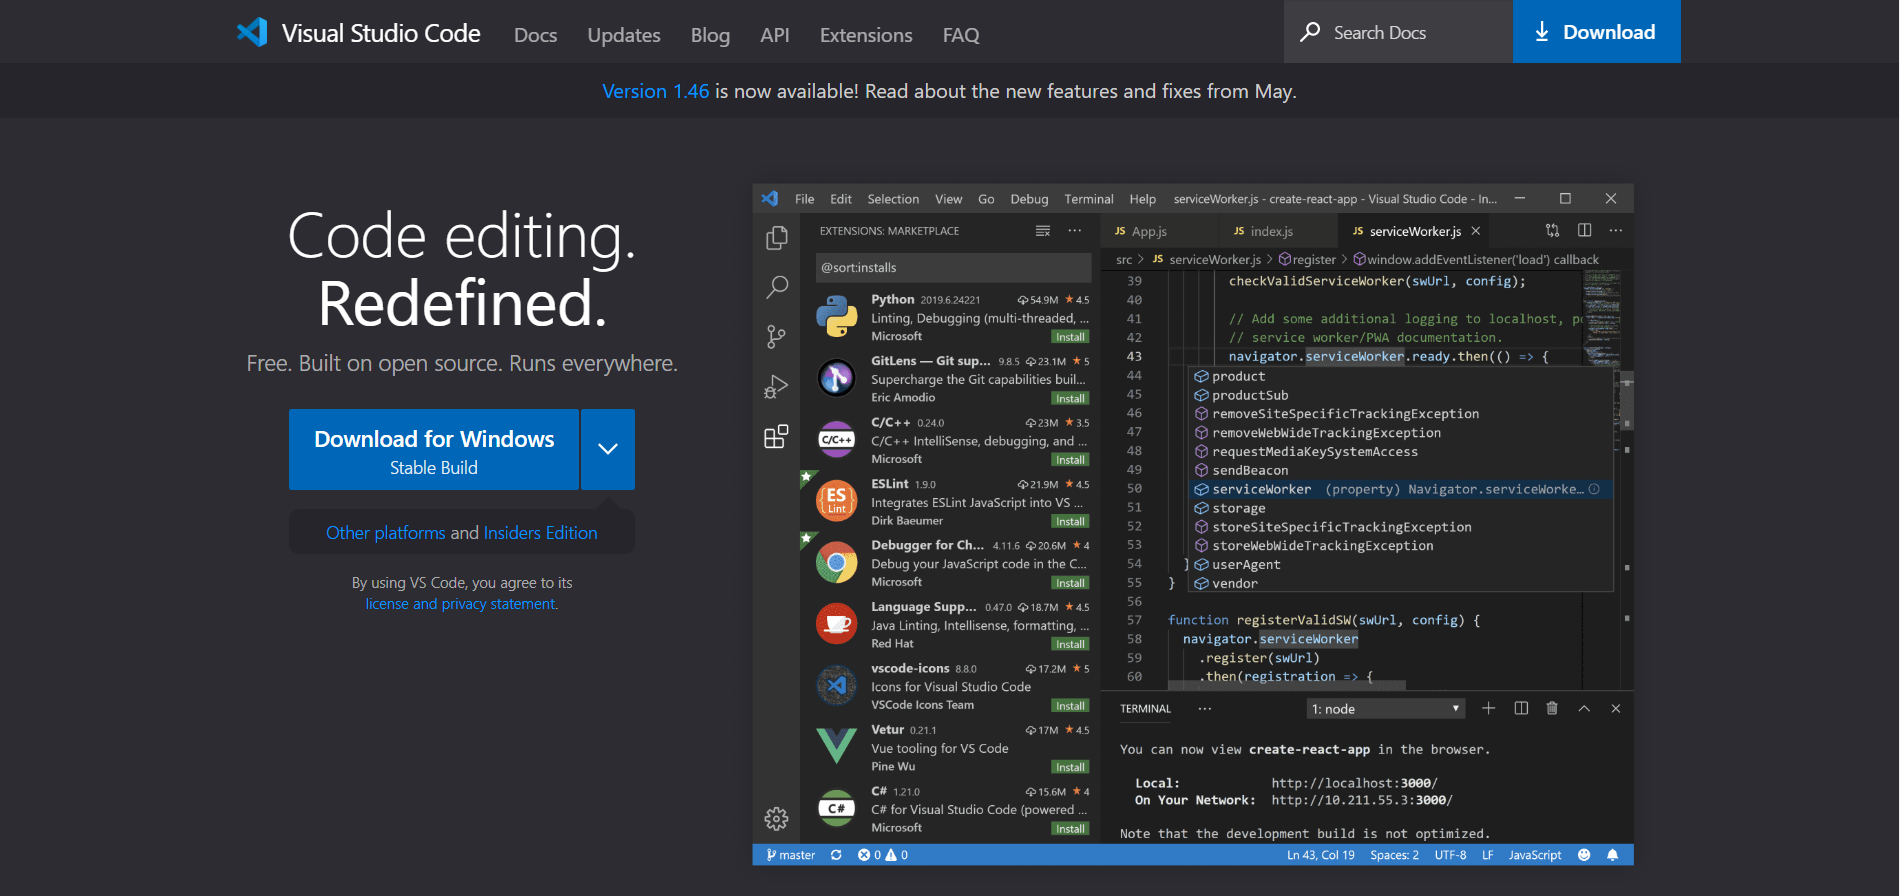 Visual Studio Code Docs Updates Blog API Extensions FAQ Search Docs Download
Version 1.46 is now available! Read about the new features and fixes from May.
Code editing.
Redefined.
Free. Built on open source. Runs everywhere.
Download for Windows
Stable Build
Other platforms and Insiders Edition
By using VS Code, you agree to its
license and privacy statement.
File Edit Selection View Go Debug Terminal Help serviceWorker.js - create-react-app - Visual Studio Code - In...
EXTENSIONS: MARKETPLACE
@sort:installs
Python 2019.6.24221 54.9M 4.5
Linting, Debugging (multi-threaded, ...
Microsoft Install
GitLens — Git sup... 9.8.5 23.1M 5
Supercharge the Git capabilities buil...
Eric Amodio Install
C/C++
C/C++ 0.24.0 23M 3.5
C/C++ IntelliSense, debugging, and ...
Microsoft Install
ES
Lint
ESLint 1.9.0 21.9M 4.5
Integrates ESLint JavaScript into VS ...
Dirk Baeumer Install
Debugger for Ch... 4.11.6 20.6M 4
Debug your JavaScript code in the C...
Microsoft Install
Language Supp... 0.47.0 18.7M 4.5
Java Linting, Intellisense, formatting, ...
Red Hat Install
vscode-icons 8.8.0 17.2M 5
Icons for Visual Studio Code
VSCode Icons Team Install
Vetur 0.21.1 17M 4.5
Vue tooling for VS Code
Pine Wu Install
C#
C# 1.21.0 15.6M 4
C# for Visual Studio Code (powered ...
Microsoft Install
JS App.js JS index.js JS serviceWorker.js
src > JS serviceWorker.js > register > window.addEventListener('load') callback
39 checkValidServiceWorker(swUrl, config);
40
41 // Add some additional logging to localhost, p
42 // service worker/PWA documentation.
43 navigator.serviceWorker.ready.then(() => {
44 product
45 productSub
46 removeSiteSpecificTrackingException
47 removeWebWideTrackingException
48 requestMediaKeySystemAccess
49 sendBeacon
50 serviceWorker (property) Navigator.serviceWorke...
51 storage
52 storeSiteSpecificTrackingException
53 storeWebWideTrackingException
54 } userAgent
55 } vendor
56
57 function registerValidSW(swUrl, config) {
58 navigator.serviceWorker
59 .register(swUrl)
60 .then(registration => {
TERMINAL ... 1: node
You can now view create-react-app in the browser.
Local: http://localhost:3000/
On Your Network: http://10.211.55.3:3000/
Note that the development build is not optimized.
master 0 0 Ln 43, Col 19 Spaces: 2 UTF-8 LF JavaScript